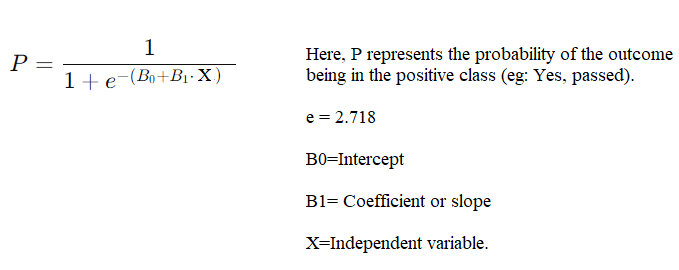 P = 1 / (1 + e^−(B₀+B₁·X))
Here, P represents the probability of the outcome
being in the positive class (eg: Yes, passed).
e = 2.718
B0=Intercept
B1= Coefficient or slope
X=Independent variable.